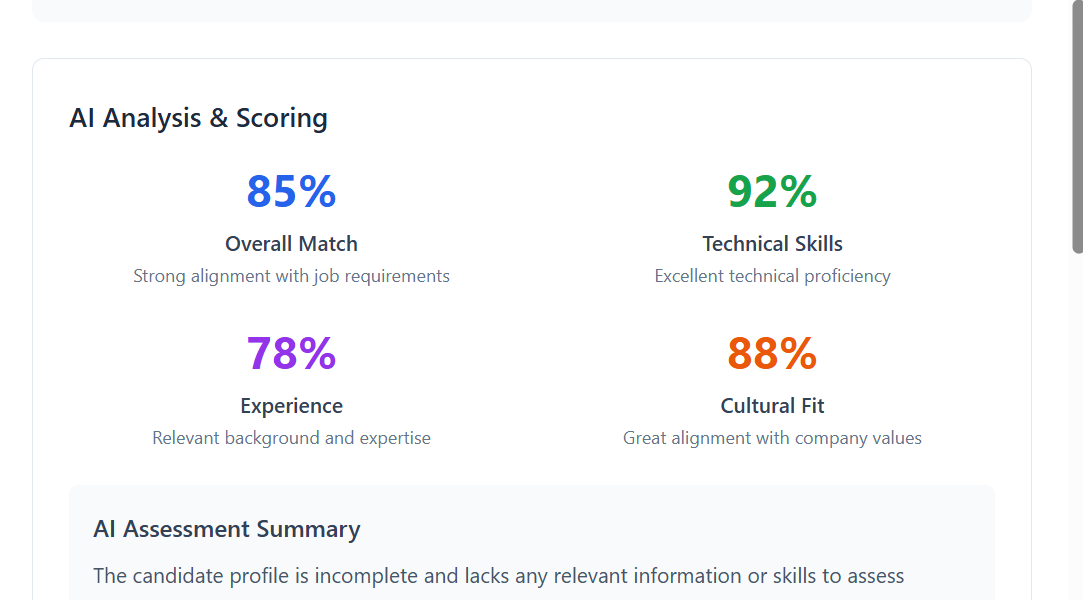 AI Analysis & Scoring
85%
92%
Overall Match
Technical Skills
Strong alignment with job requirements
Excellent technical proficiency
78%
88%
Experience
Cultural Fit
Relevant background and expertise
Great alignment with company values
AI Assessment Summary
The candidate profile is incomplete and lacks any relevant information or skills to assess